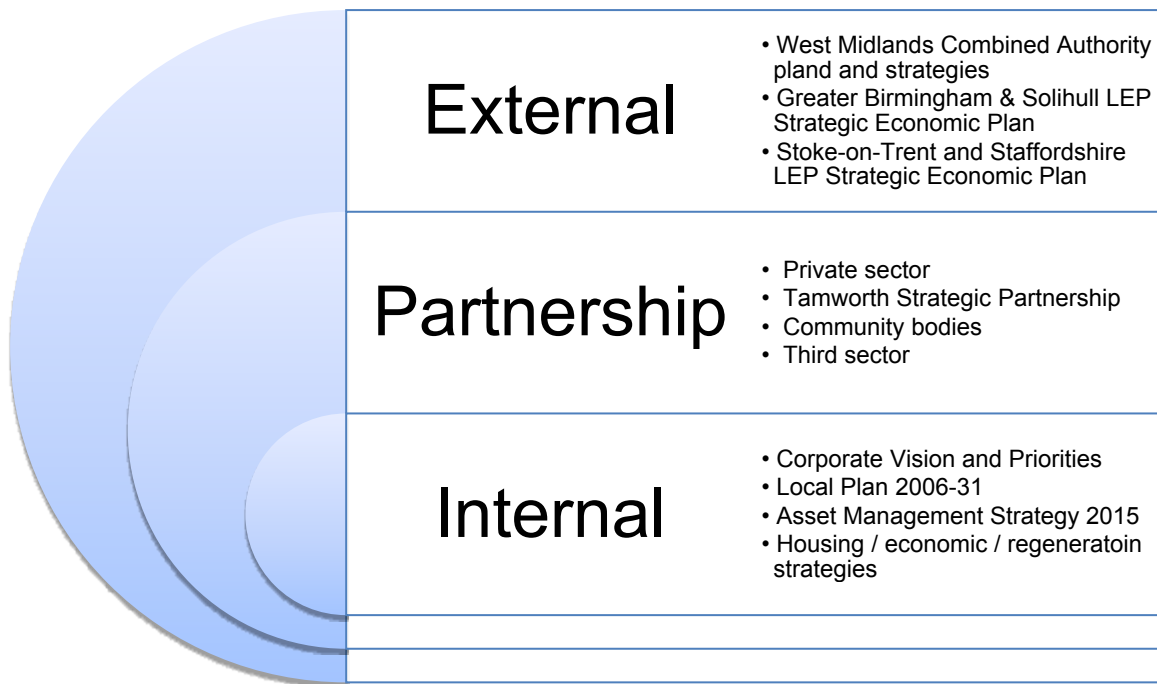 External
• West Midlands Combined Authority
pland and strategies
• Greater Birmingham & Solihull LEP
Strategic Economic Plan
• Stoke-on-Trent and Staffordshire
LEP Strategic Economic Plan
Partnership
• Private sector
• Tamworth Strategic Partnership
• Community bodies
• Third sector
Internal
• Corporate Vision and Priorities
• Local Plan 2006-31
• Asset Management Strategy 2015
• Housing / economic / regeneratoin
strategies